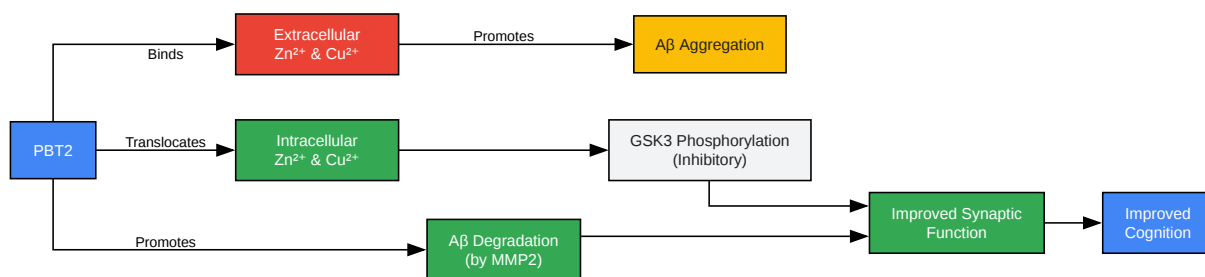 Extracellular
Zn²⁺ & Cu²⁺
Promotes
Aβ Aggregation
Binds
PBT2
Translocates
Intracellular
Zn²⁺ & Cu²⁺
GSK3 Phosphorylation
(Inhibitory)
Promotes
Aβ Degradation
(by MMP2)
Improved Synaptic
Function
Improved
Cognition